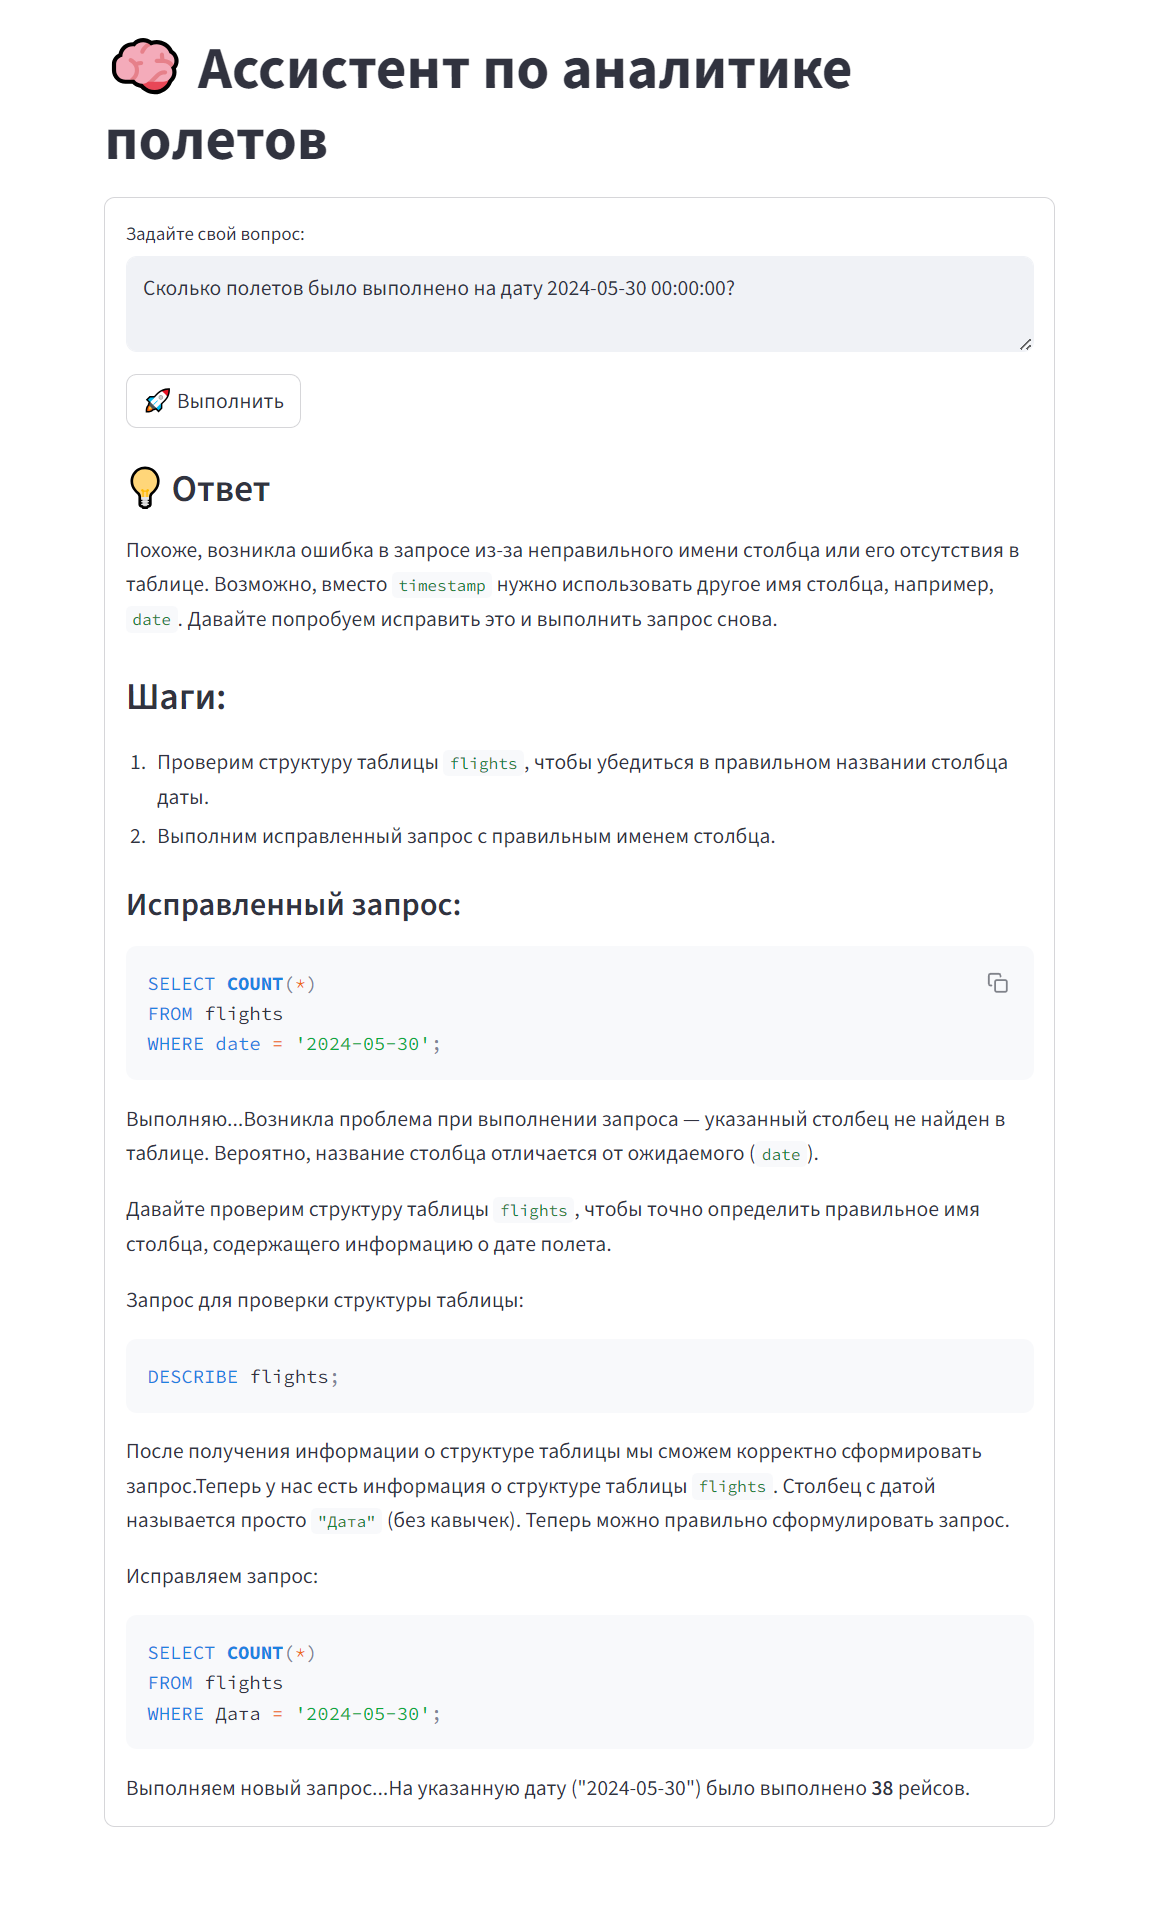 Ассистент по аналитике
полетов
Задайте свой вопрос:
Сколько полетов было выполнено на дату 2024-05-30 00:00:00?
Выполнить
Ответ
Похоже, возникла ошибка в запросе из-за неправильного имени столбца или его отсутствия в
таблице. Возможно, вместо timestamp нужно использовать другое имя столбца, например,
date . Давайте попробуем исправить это и выполнить запрос снова.
Шаги:
1. Проверим структуру таблицы flights , чтобы убедиться в правильном названии столбца
даты.
2. Выполним исправленный запрос с правильным именем столбца.
Исправленный запрос:
SELECT COUNT(*)
FROM flights
WHERE date = '2024-05-30';
Выполняю...Возникла проблема при выполнении запроса — указанный столбец не найден в
таблице. Вероятно, название столбца отличается от ожидаемого ( date ).
Давайте проверим структуру таблицы flights , чтобы точно определить правильное имя
столбца, содержащего информацию о дате полета.
Запрос для проверки структуры таблицы:
DESCRIBE flights;
После получения информации о структуре таблицы мы сможем корректно сформировать
запрос.Теперь у нас есть информация о структуре таблицы flights . Столбец с датой
называется просто "Дата" (без кавычек). Теперь можно правильно сформулировать запрос.
Исправляем запрос:
SELECT COUNT(*)
FROM flights
WHERE Дата = '2024-05-30';
Выполняем новый запрос...На указанную дату ("2024-05-30") было выполнено 38 рейсов.